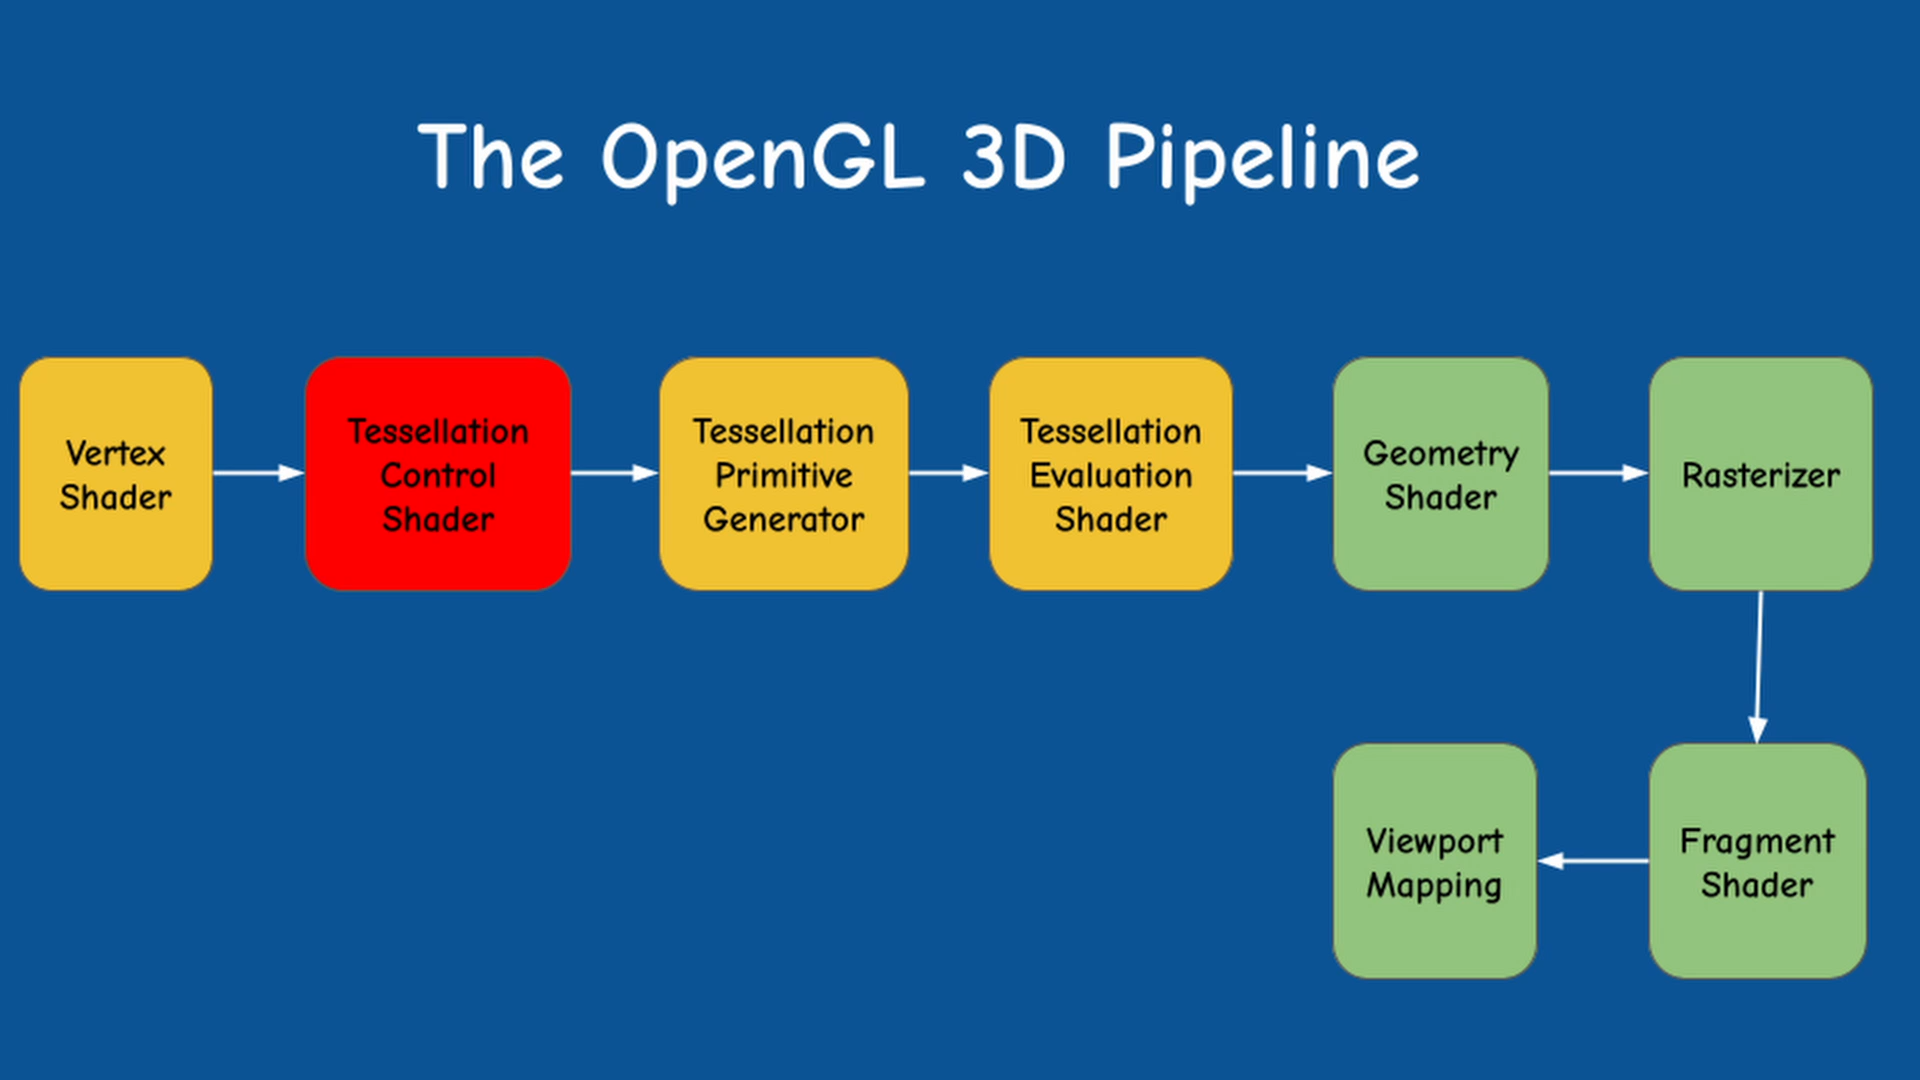 The OpenGL 3D Pipeline
Vertex
Shader
Tessellation
Control
Shader
Tessellation
Primitive
Generator
Tessellation
Evaluation
Shader
Geometry
Shader
Rasterizer
Viewport
Mapping
Fragment
Shader